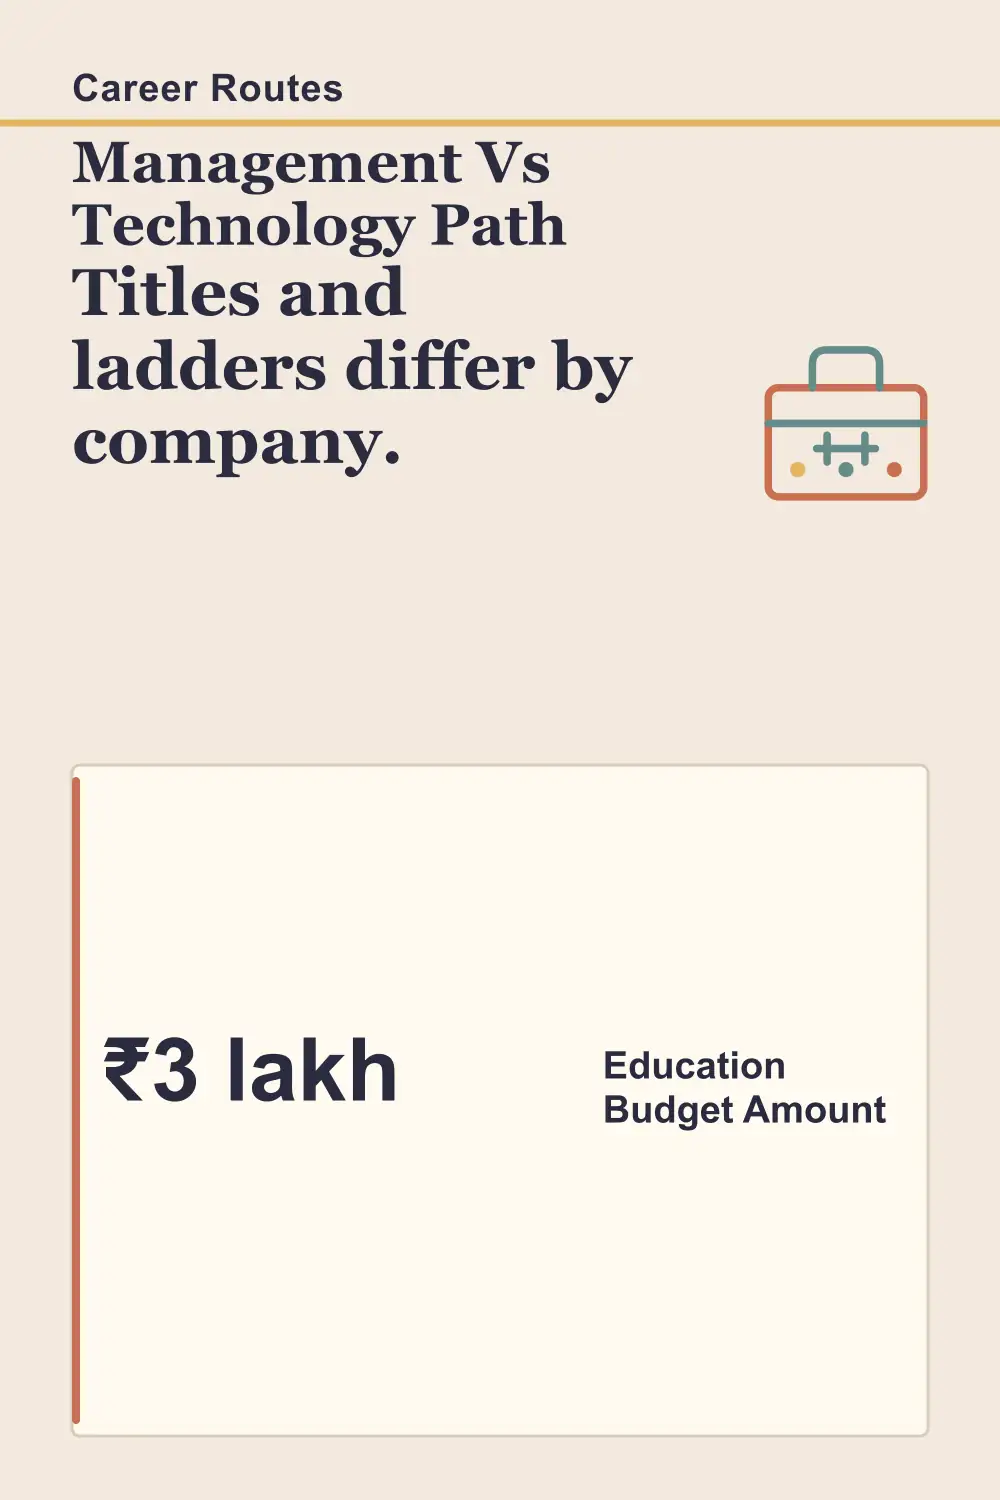 Career Routes
Management Vs
Technology Path
Titles and
ladders differ by
company.
₹3 lakh
Education
Budget Amount